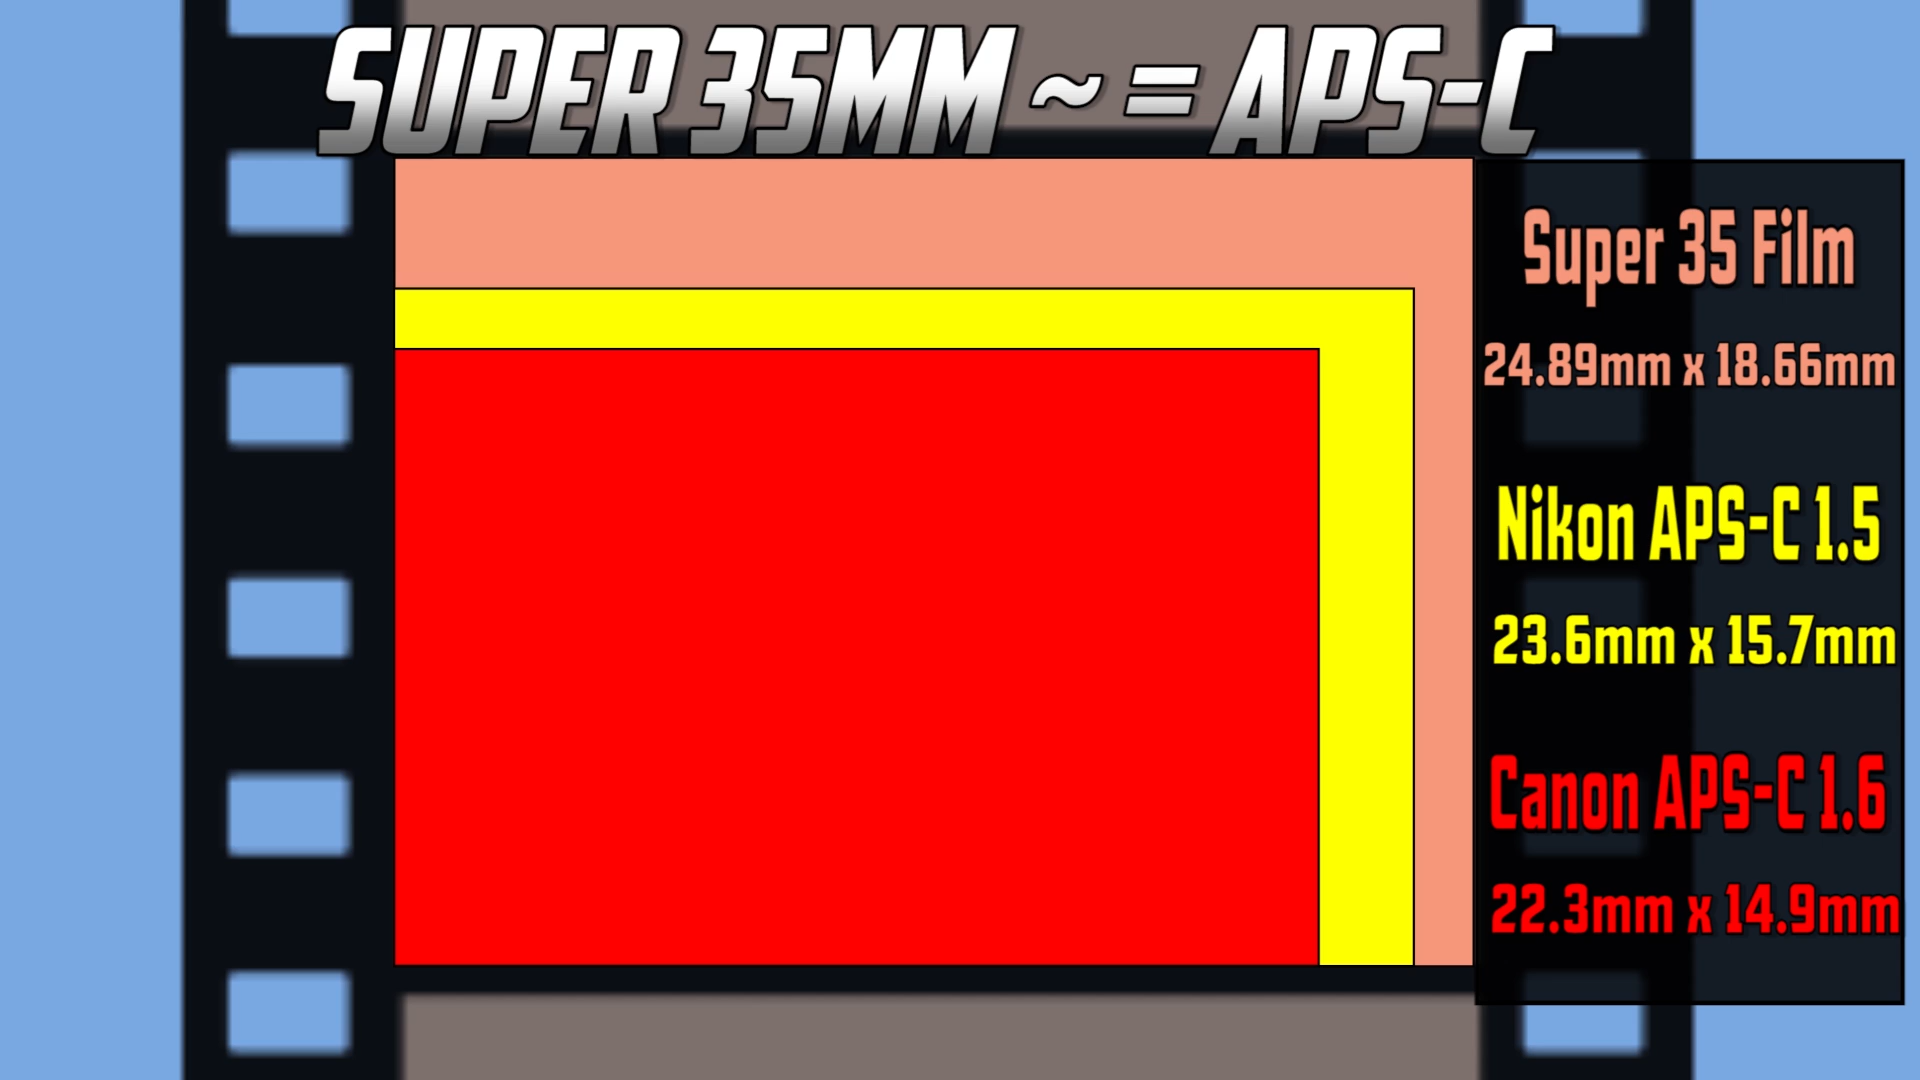 SUPER 35MM ~ = APS-C
Super 35 Film
24.89mm x 18.66mm
Nikon APS-C 1.5
23.6mm x 15.7mm
Canon APS-C 1.6
22.3mm x 14.9mm